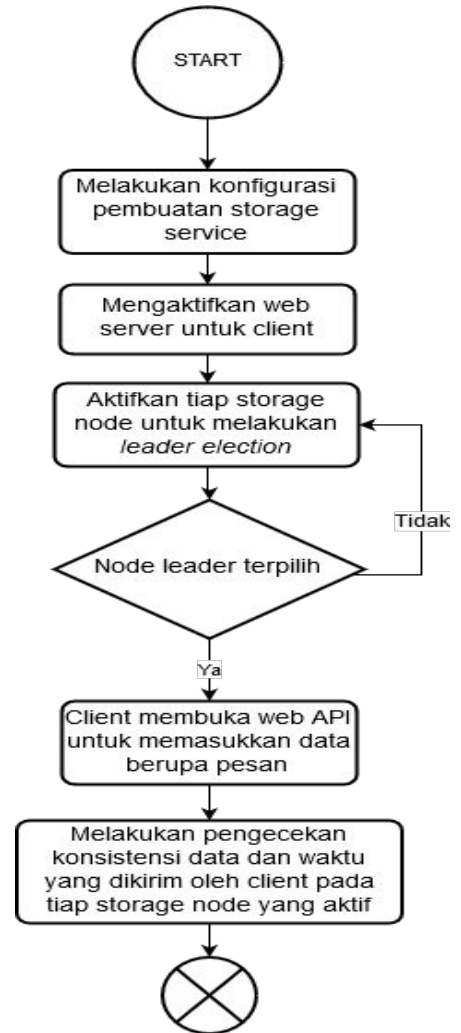 START
Melakukan konfigurasi
pembuatan storage
service
Mengaktifkan web
server untuk client
Aktifkan tiap storage
node untuk melakukan
leader election
Tidak
Node leader terpilih
Ya
Client membuka web API
untuk memasukkan data
berupa pesan
Melakukan pengecekan
konsistensi data dan waktu
yang dikirim oleh client pada
tiap storage node yang aktif